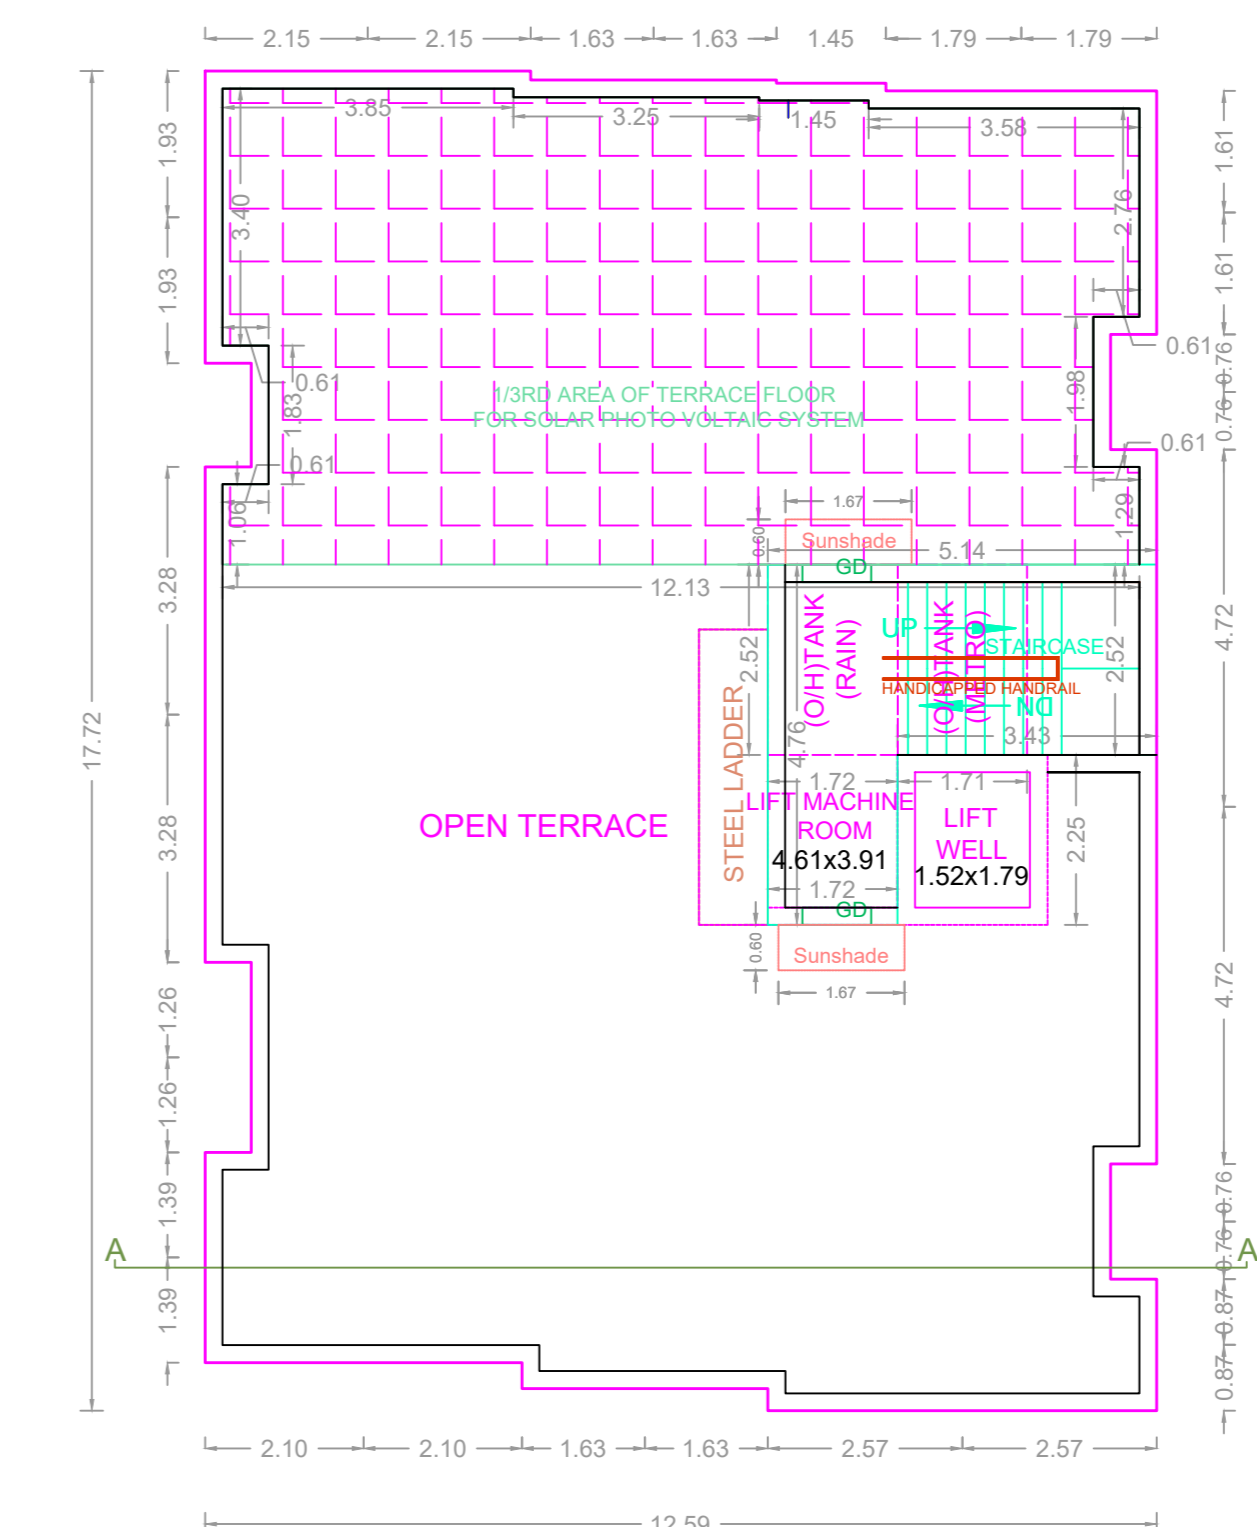 2.15
2.15
1.63
1.63
1.45
1.79
1.79
3.85
3.25
1.45
3.58
1.93
3.40
2.76
1.61
17.72
1.93
1.61
0.61
0.61
0.76
0.76
1.83
1.98
1/3RD AREA OF TERRACE FLOOR
FOR SOLAR PHOTO VOLTAIC SYSTEM
0.61
0.61
1.06
1.67
1.29
0.60
Sunshade
5.14
GD
12.13
3.28
4.72
2.52
(O/H)TANK
(RAIN)
UP
(O/H)TANK
STAIRCASE
2.52
HANDICAPPED HANDRAIL
DN
3.43
STEEL LADDER
4.76
1.72
1.71
OPEN TERRACE
LIFT MACHINE
ROOM
4.61x3.91
LIFT
WELL
1.52x1.79
2.25
3.28
1.72
GD
0.60
Sunshade
1.67
4.72
1.26
1.26
1.39
1.39
0.76
0.76
0.87
0.87
A
A
2.10
2.10
1.63
1.63
2.57
2.57
12.59